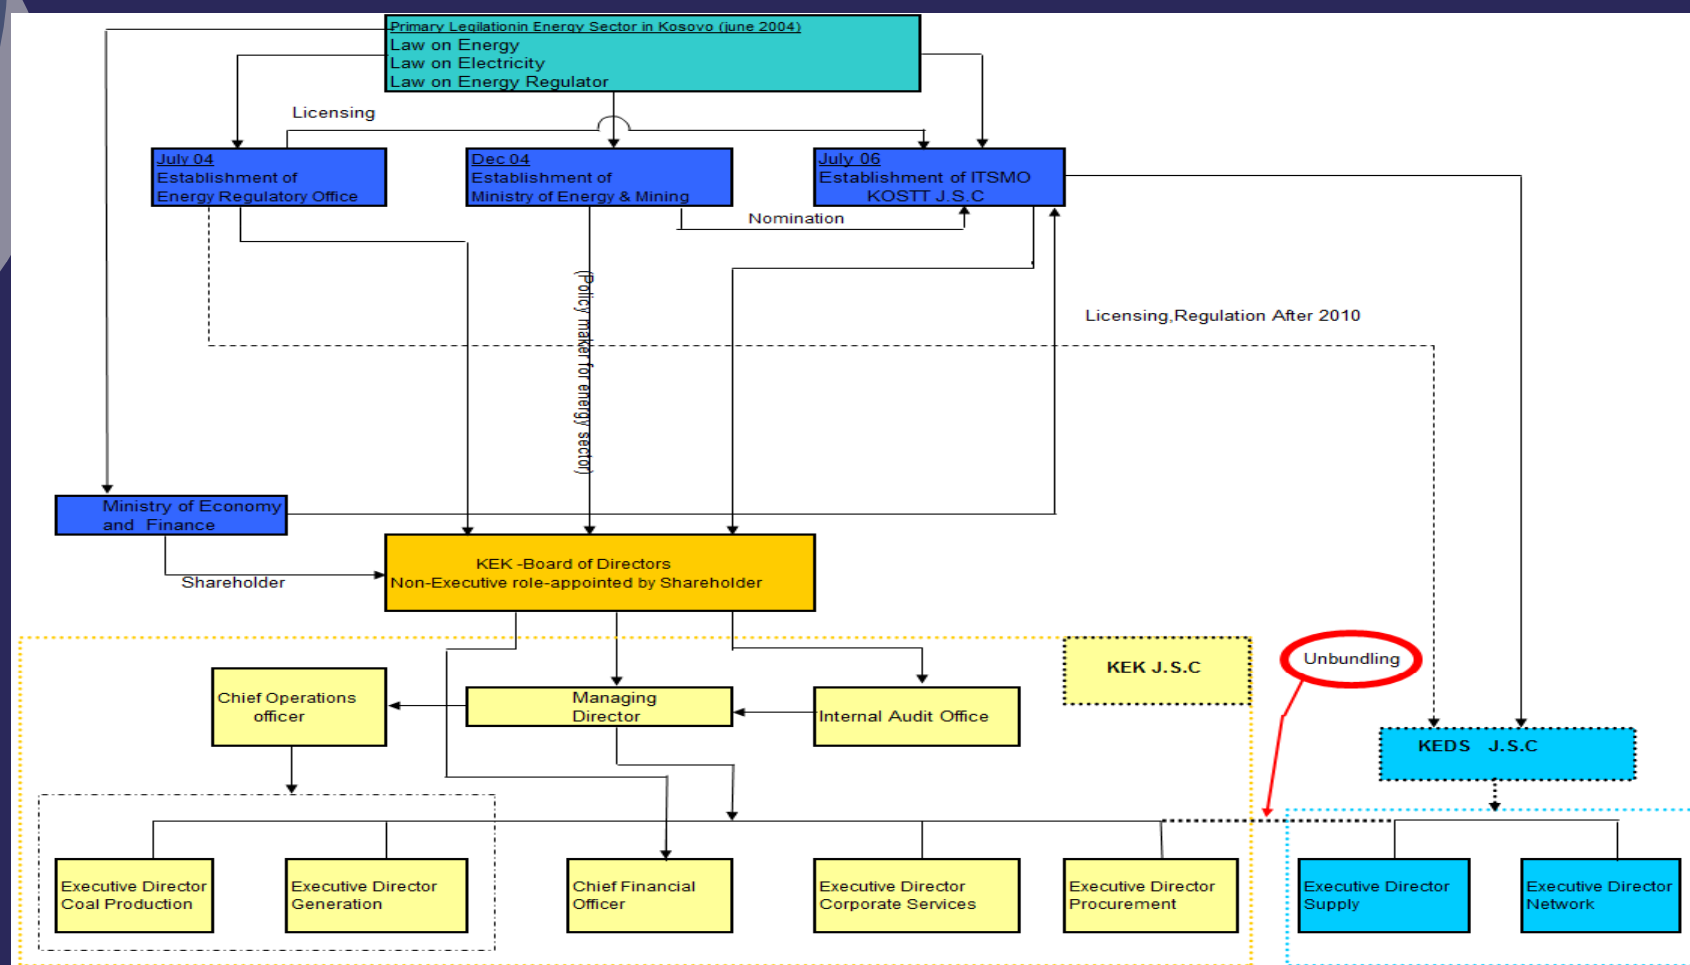 Primary Legilationin Energy Sector in Kosovo (june 2004)
Law on Energy
Law on Electricity
Law on Energy Regulator
Licensing
July 04
Establishment of
Energy Regulatory Office
Dec 04
Establishment of
Ministry of Energy & Mining
July 06
Establishment of ITSMO
KOSTT J.S.C
Nomination
(Policy maker for energy sector)
Licensing,Regulation After 2010
Ministry of Economy
and Finance
Shareholder
KEK -Board of Directors
Non-Executive role-appointed by Shareholder
KEK J.S.C
Unbundling
Chief Operations
officer
Managing
Director
Internal Audit Office
KEDS J.S.C
Executive Director
Coal Production
Executive Director
Generation
Chief Financial
Officer
Executive Director
Corporate Services
Executive Director
Procurement
Executive Director
Supply
Executive Director
Network